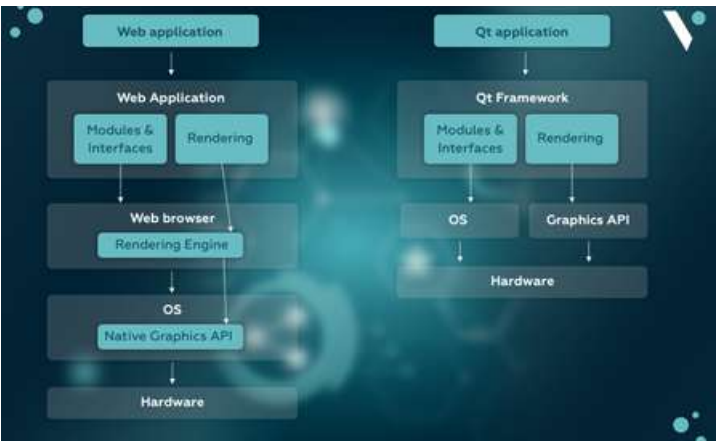 Web application
Web Application
Modules &
Interfaces
Rendering
Web browser
Rendering Engine
OS
Native Graphics API
Hardware
Qt application
Qt Framework
Modules &
Interfaces
Rendering
OS
Graphics API
Hardware